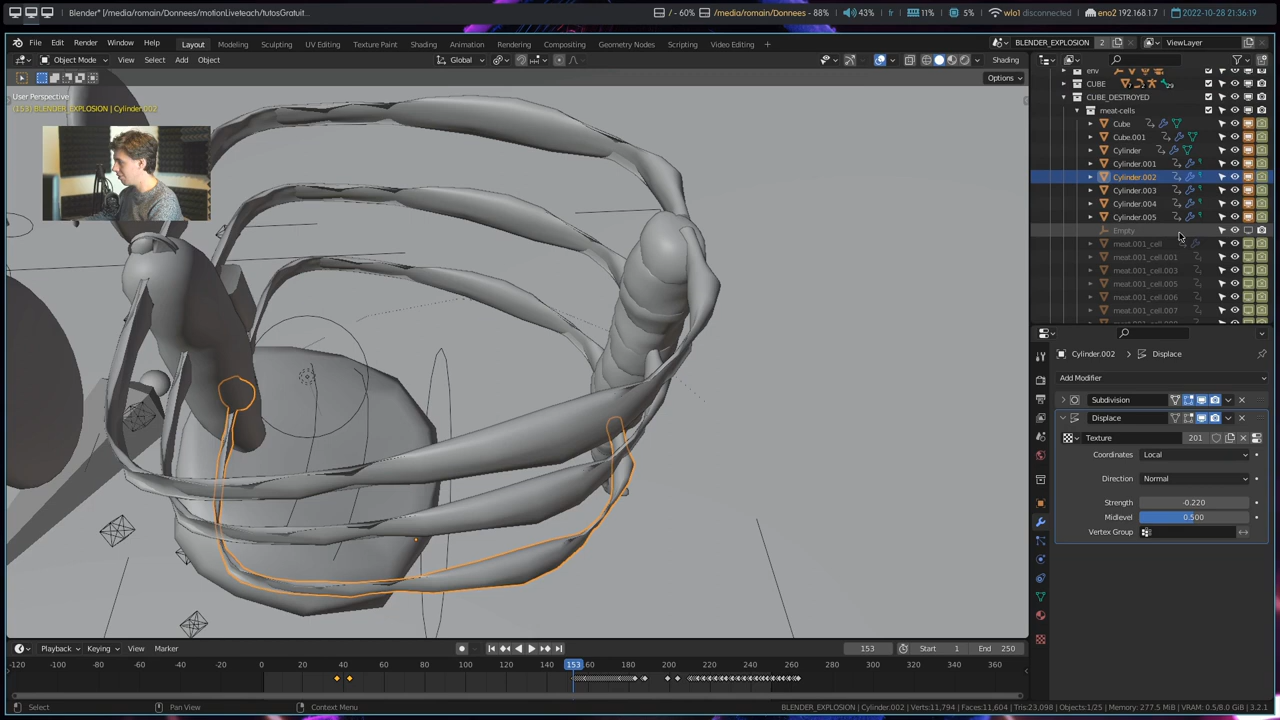 Blender* [/media/romain/Donnees/motionLiveteach/tutosGratuit...
/ - 60% /media/romain/Donnees - 88% 43% fr 11% 5% wlo1 disconnected eno2 192.168.1.7 2022-10-28 21:36:19
File Edit Render Window Help Layout Modeling Sculpting UV Editing Texture Paint Shading Animation Rendering Compositing Geometry Nodes Scripting Video Editing + BLENDER_EXPLOSION 2 ViewLayer
Object Mode View Select Add Object Global Shading
Options
User Perspective
(153) BLENDER_EXPLOSION | Cylinder.002
env
CUBE
CUBE_DESTROYED
meat-cells
Cube
Cube.001
Cylinder
Cylinder.001
Cylinder.002
Cylinder.003
Cylinder.004
Cylinder.005
Empty
meat.001_cell
meat.001_cell.001
meat.001_cell.003
meat.001_cell.005
meat.001_cell.006
meat.001_cell.007
Cylinder.002 > Displace
Add Modifier
Subdivision
Displace
Texture 201
Coordinates Local
Direction Normal
Strength -0.220
Midlevel 0.500
Vertex Group
Playback Keying View Marker 153 Start 1 End 250
-120 -100 -80 -60 -40 -20 0 20 40 60 80 100 120 140 153 160 180 200 220 240 260 280 300 320 340 360
Select Pan View Context Menu BLENDER_EXPLOSION | Cylinder.002 | Verts:11,794 | Faces:11,604 | Tris:23,098 | Objects:1/25 | Memory: 277.5 MiB | VRAM: 0.5/8.0 GiB | 3.2.1